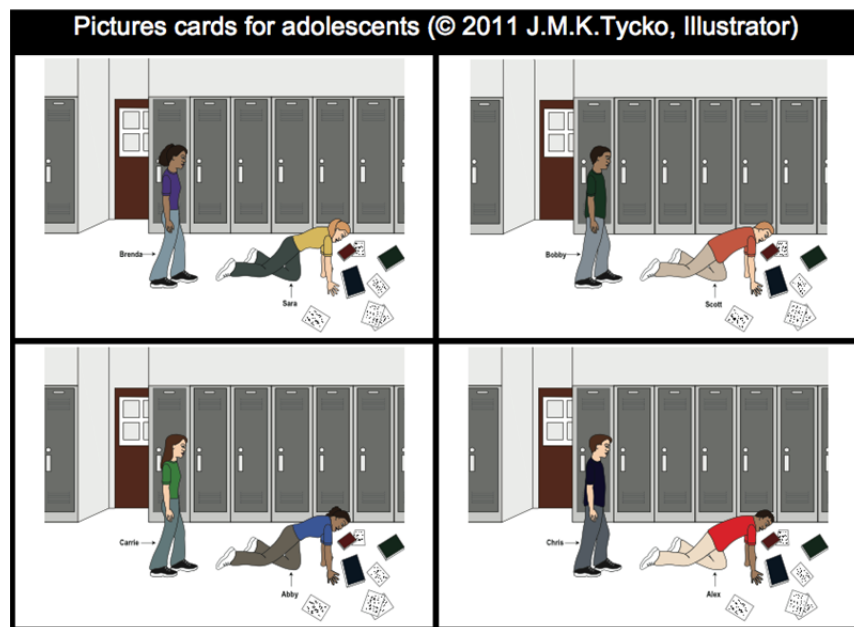 Pictures cards for adolescents (© 2011 J.M.K.Tycko, Illustrator)
Brenda
Sara
Bobby
Scott
Carrie
Abby
Chris
Alex